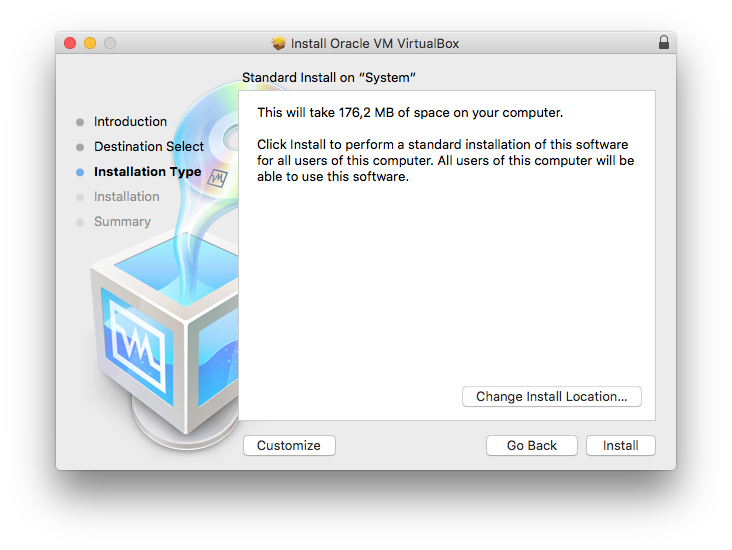 Install Oracle VM VirtualBox
Standard Install on “System”
Introduction
Destination Select
Installation Type
Installation
Summary
This will take 176,2 MB of space on your computer.
Click Install to perform a standard installation of this software
for all users of this computer. All users of this computer will be
able to use this software.
Change Install Location...
Customize
Go Back
Install